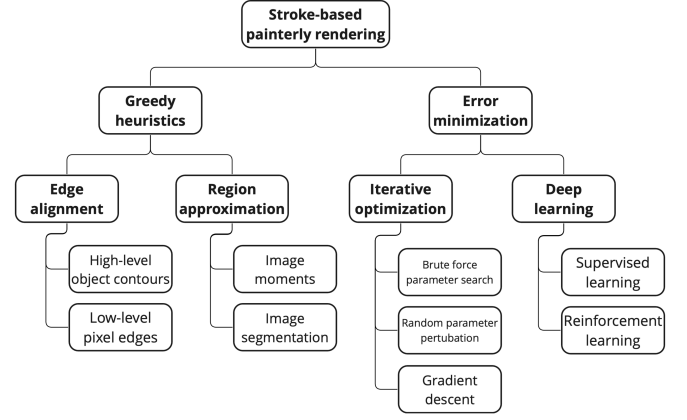 Stroke-based
painterly rendering
Greedy
heuristics
Error
minimization
Edge
alignment
Region
approximation
Iterative
optimization
Deep
learning
High-level
object contours
Image
moments
Brute force
parameter search
Supervised
learning
Low-level
pixel edges
Image
segmentation
Random parameter
pertubation
Reinforcement
learning
Gradient
descent